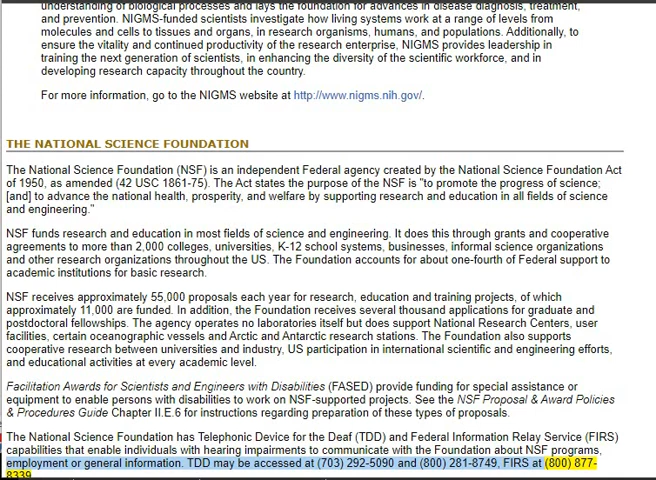 understanding of biological processes and lays the foundation for advances in disease diagnosis, treatment,
and prevention. NIGMS-funded scientists investigate how living systems work at a range of levels from
molecules and cells to tissues and organs, in research organisms, humans, and populations. Additionally, to
ensure the vitality and continued productivity of the research enterprise, NIGMS provides leadership in
training the next generation of scientists, in enhancing the diversity of the scientific workforce, and in
developing research capacity throughout the country.
For more information, go to the NIGMS website at http://www.nigms.nih.gov/.
THE NATIONAL SCIENCE FOUNDATION
The National Science Foundation (NSF) is an independent Federal agency created by the National Science Foundation Act
of 1950, as amended (42 USC 1861-75). The Act states the purpose of the NSF is "to promote the progress of science;
[and] to advance the national health, prosperity, and welfare by supporting research and education in all fields of science
and engineering."
NSF funds research and education in most fields of science and engineering. It does this through grants and cooperative
agreements to more than 2,000 colleges, universities, K-12 school systems, businesses, informal science organizations
and other research organizations throughout the US. The Foundation accounts for about one-fourth of Federal support to
academic institutions for basic research.
NSF receives approximately 55,000 proposals each year for research, education and training projects, of which
approximately 11,000 are funded. In addition, the Foundation receives several thousand applications for graduate and
postdoctoral fellowships. The agency operates no laboratories itself but does support National Research Centers, user
facilities, certain oceanographic vessels and Arctic and Antarctic research stations. The Foundation also supports
cooperative research between universities and industry, US participation in international scientific and engineering efforts,
and educational activities at every academic level.
Facilitation Awards for Scientists and Engineers with Disabilities (FASED) provide funding for special assistance or
equipment to enable persons with disabilities to work on NSF-supported projects. See the NSF Proposal & Award Policies
& Procedures Guide Chapter II.E.6 for instructions regarding preparation of these types of proposals.
The National Science Foundation has Telephonic Device for the Deaf (TDD) and Federal Information Relay Service (FIRS)
capabilities that enable individuals with hearing impairments to communicate with the Foundation about NSF programs,
employment or general information. TDD may be accessed at (703) 292-5090 and (800) 281-8749, FIRS at (800) 877-
8339